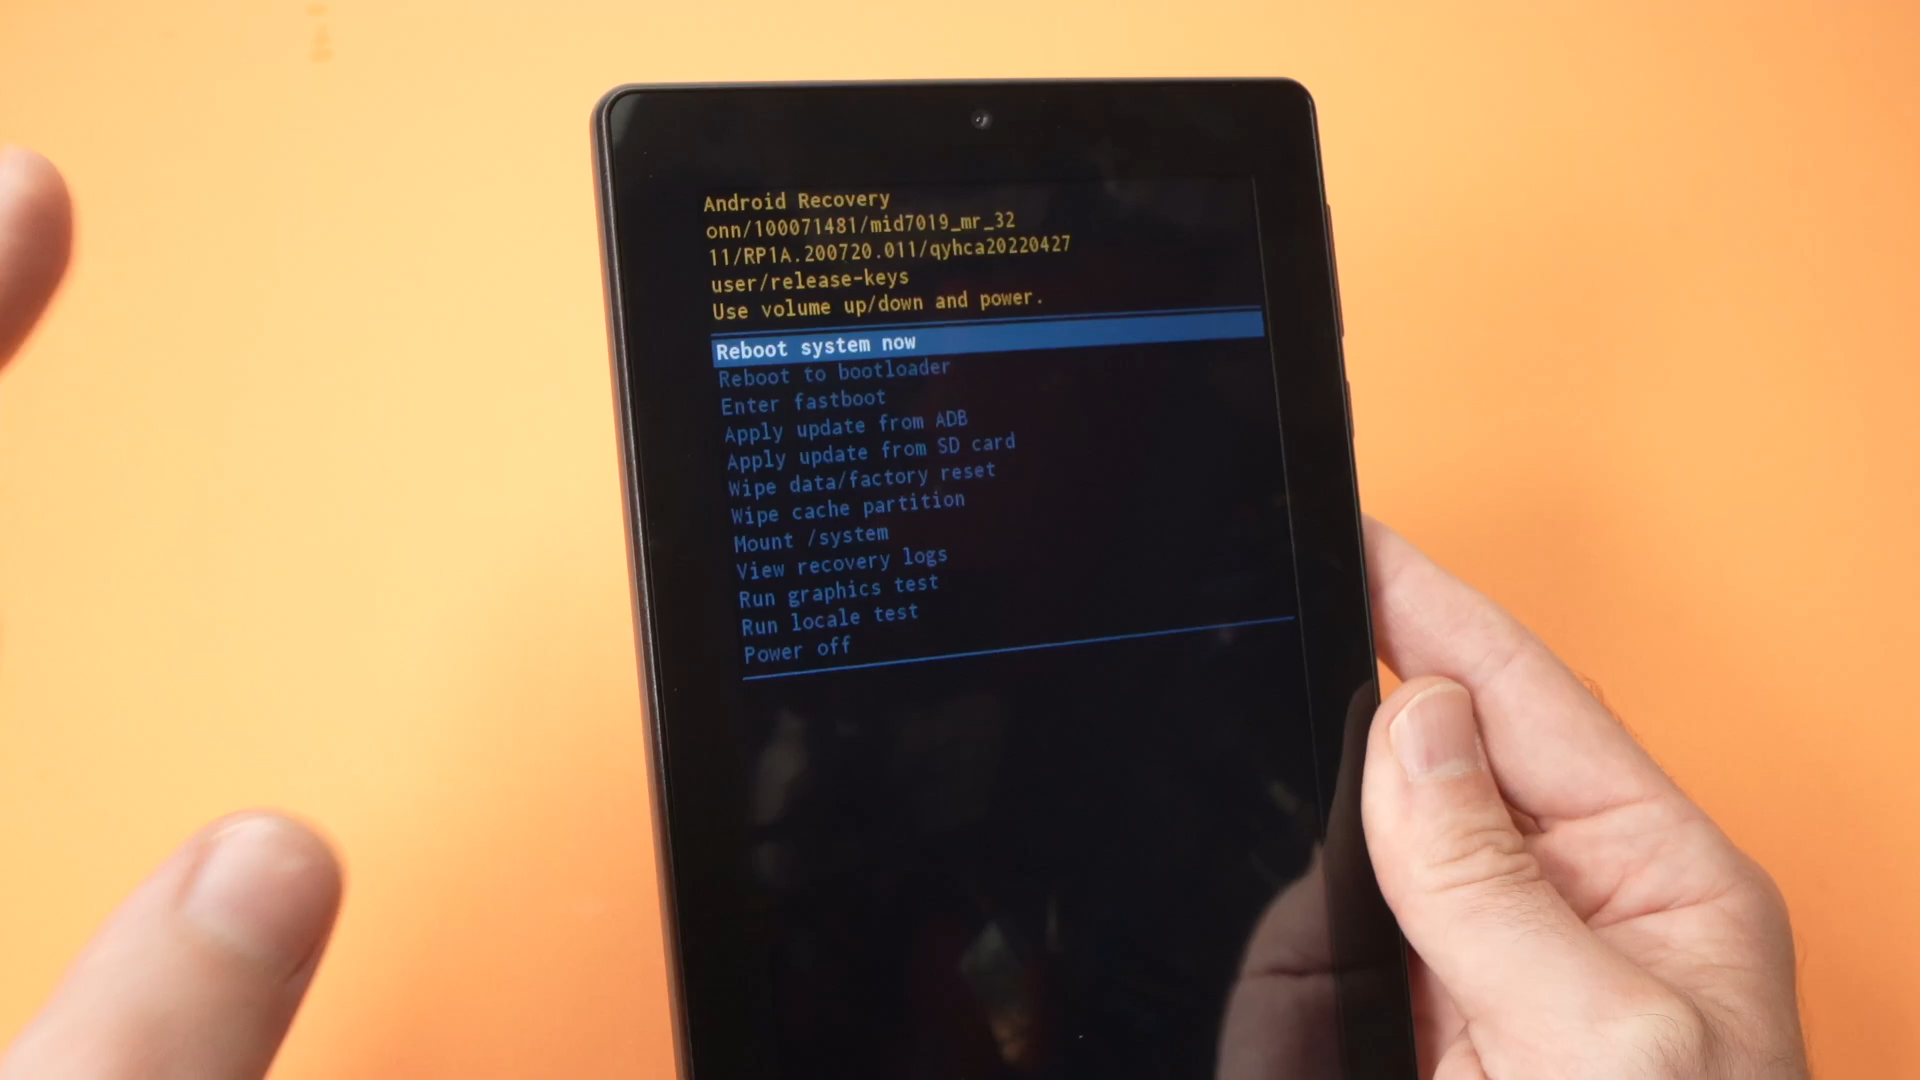 Android Recovery
onn/100071481/mid7019_mr_32
11/RP1A.200720.011/qyhca20220427
user/release-keys
Use volume up/down and power.
Reboot system now
Reboot to bootloader
Enter fastboot
Apply update from ADB
Apply update from SD card
Wipe data/factory reset
Wipe cache partition
Mount /system
View recovery logs
Run graphics test
Run locale test
Power off